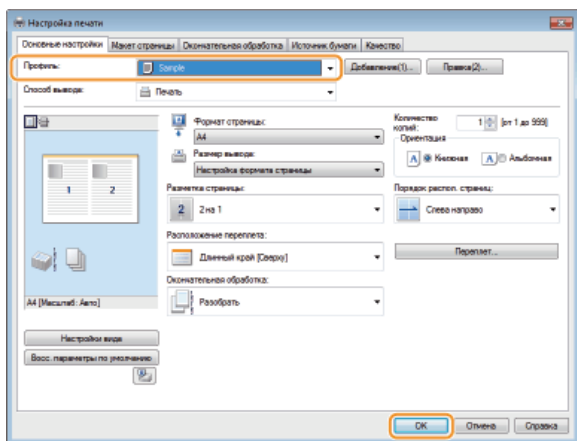 Настройка печати
Основные настройки Макет страницы Окончательная обработка Источник бумаги Качество
Профиль: Sample Добавление(1)... Правка(2)...
Способ вывода: Печать
Формат страницы:
A4
Количество копий: 1 [от 1 до 999]
Размер вывода:
Настройка формата страницы
Ориентация
A Книжная A Альбомная
1 2
Разметка страницы:
2 2 на 1
Порядок распол. страниц:
Слева направо
Расположение переплета:
Длинный край [Сверху]
Переплет...
Окончательная обработка:
Разобрать
A4 [Масштаб: Авто]
Настройки вида
Восс. параметры по умолчанию
OK Отмена Справка